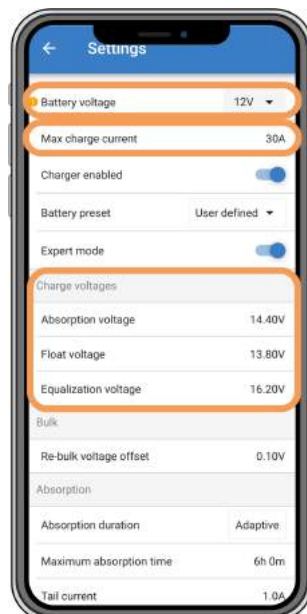 Settings
Battery voltage 12V
Max charge current 30A
Charger enabled
Battery preset User defined
Expert mode
Charge voltages
Absorption voltage 14.40V
Float voltage 13.80V
Equalization voltage 16.20V
Bulk
Re-bulk voltage offset 0.10V
Absorption
Absorption duration Adaptive
Maximum absorption time 6h 0m
Tail current 1.0A